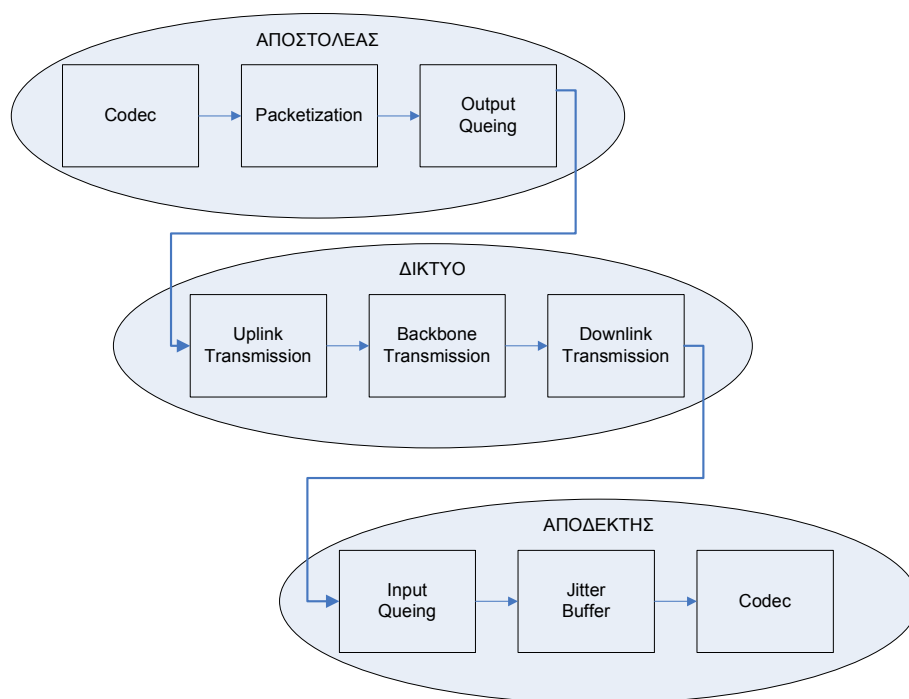 ΑΠΟΣΤΟΛΕΑΣ
Codec
Packetization
Output
Queing
ΔΙΚΤΥΟ
Uplink
Transmission
Backbone
Transmission
Downlink
Transmission
ΑΠΟΔΕΚΤΗΣ
Input
Queing
Jitter
Buffer
Codec